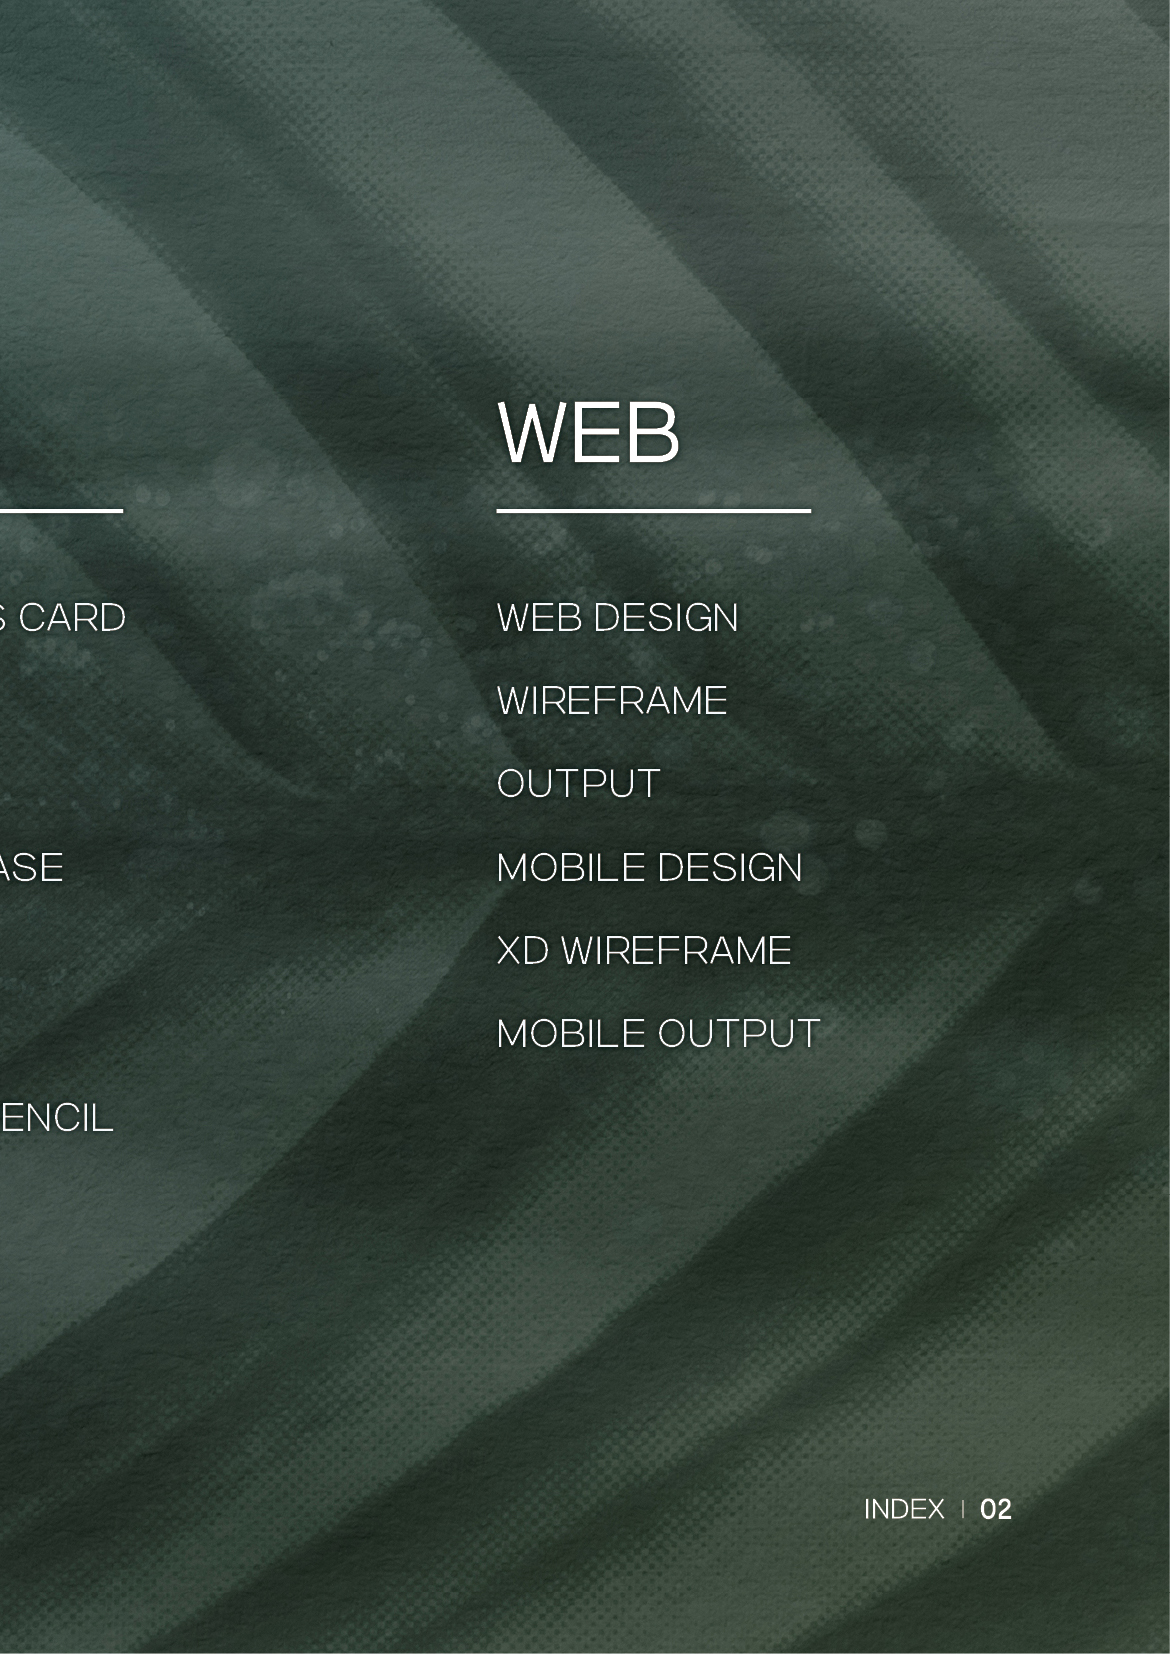 WEB
S CARD
WEB DESIGN
WIREFRAME
OUTPUT
ASE
MOBILE DESIGN
XD WIREFRAME
MOBILE OUTPUT
ENCIL
INDEX | 02